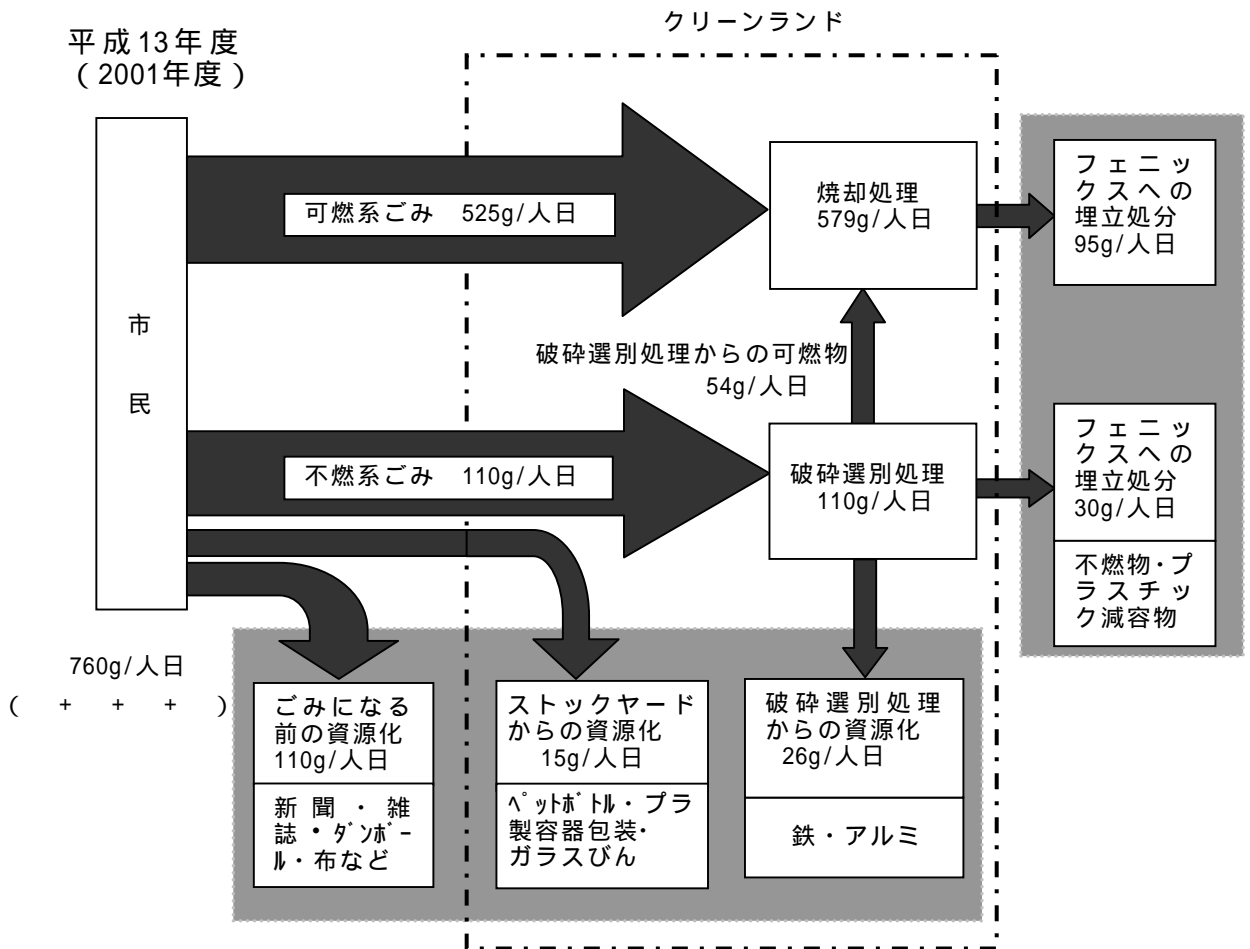 クリーンランド
平成13年度
(2001年度)
市
民
可燃系ごみ 525g/人日
焼却処理
579g/人日
フェニッ
クスへの
埋立処分
95g/人日
破砕選別処理からの可燃物
54g/人日
不燃系ごみ 110g/人日
破砕選別処理
110g/人日
フェニッ
クスへの
埋立処分
30g/人日
不燃物・プ
ラスチッ
ク減容物
760g/人日
( + + + )
ごみになる
前の資源化
110g/人日
新聞・雑
誌・ダンボー
ル・布など
ストックヤード
からの資源化
15g/人日
ペットボトル・プラ
製容器包装・
ガラスびん
破砕選別処理
からの資源化
26g/人日
鉄・アルミ